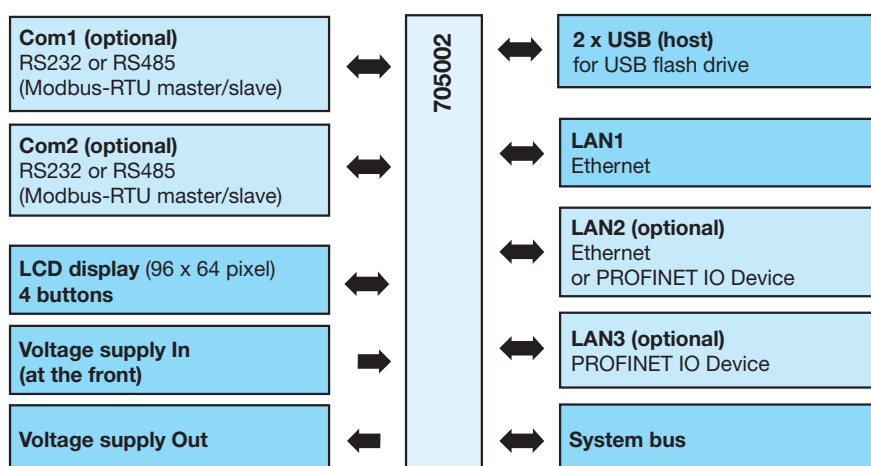 Com1 (optional)
RS232 or RS485
(Modbus-RTU master/slave)
Com2 (optional)
RS232 or RS485
(Modbus-RTU master/slave)
LCD display (96 x 64 pixel)
4 buttons
Voltage supply In
(at the front)
Voltage supply Out
705002
2 x USB (host)
for USB flash drive
LAN1
Ethernet
LAN2 (optional)
Ethernet
or PROFINET IO Device
LAN3 (optional)
PROFINET IO Device
System bus